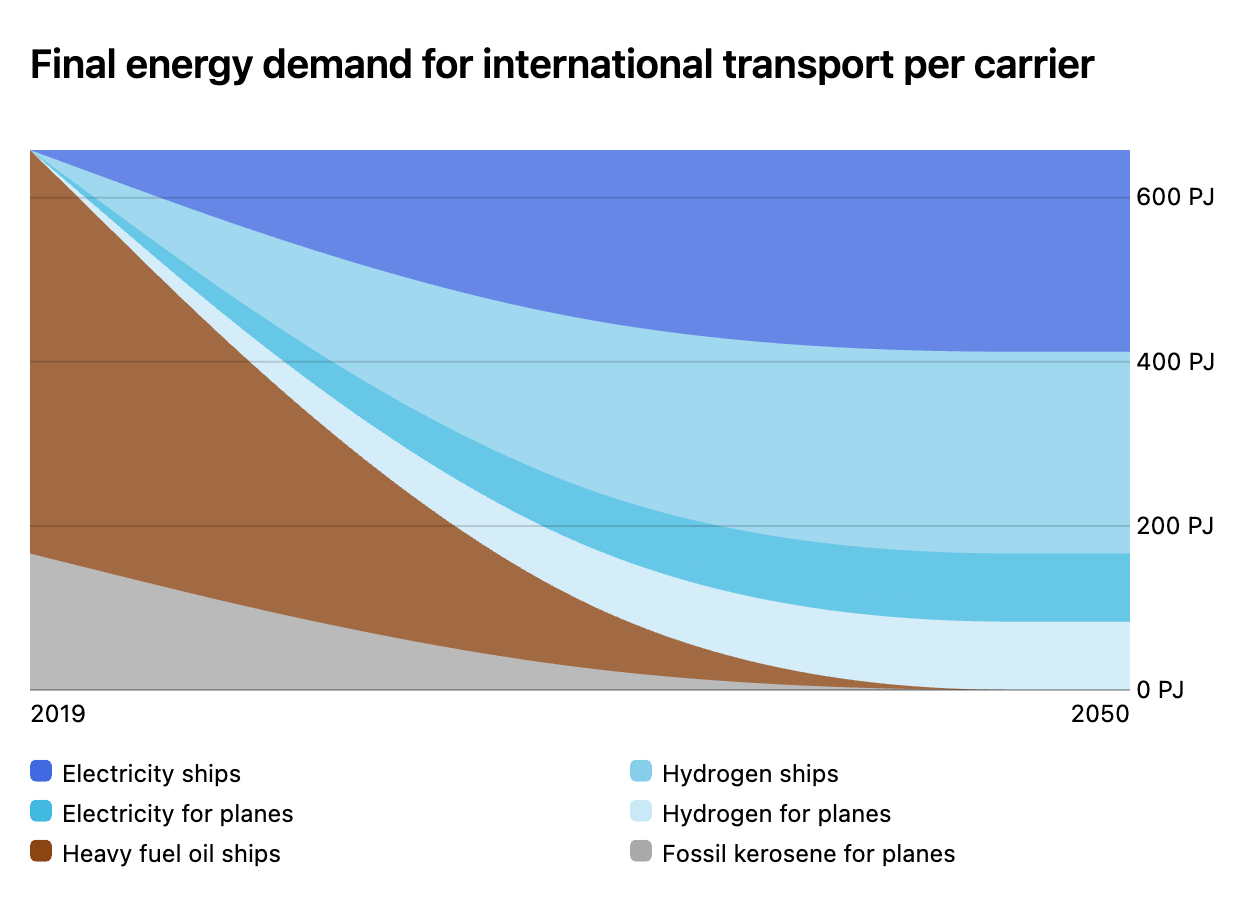 Final energy demand for international transport per carrier
600 PJ
400 PJ
200 PJ
0 PJ
2019 2050
Electricity ships Hydrogen ships
Electricity for planes Hydrogen for planes
Heavy fuel oil ships Fossil kerosene for planes